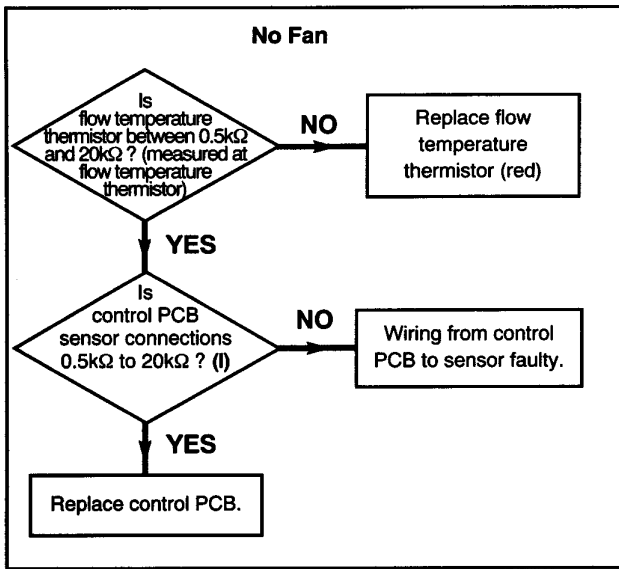 No Fan
Is
flow temperature
thermistor between 0.5kΩ
and 20kΩ ? (measured at
flow temperature
thermistor)
NO
Replace flow
temperature
thermistor (red)
YES
Is
control PCB
sensor connections
0.5kΩ to 20kΩ ? (I)
NO
Wiring from control
PCB to sensor faulty.
YES
Replace control PCB.